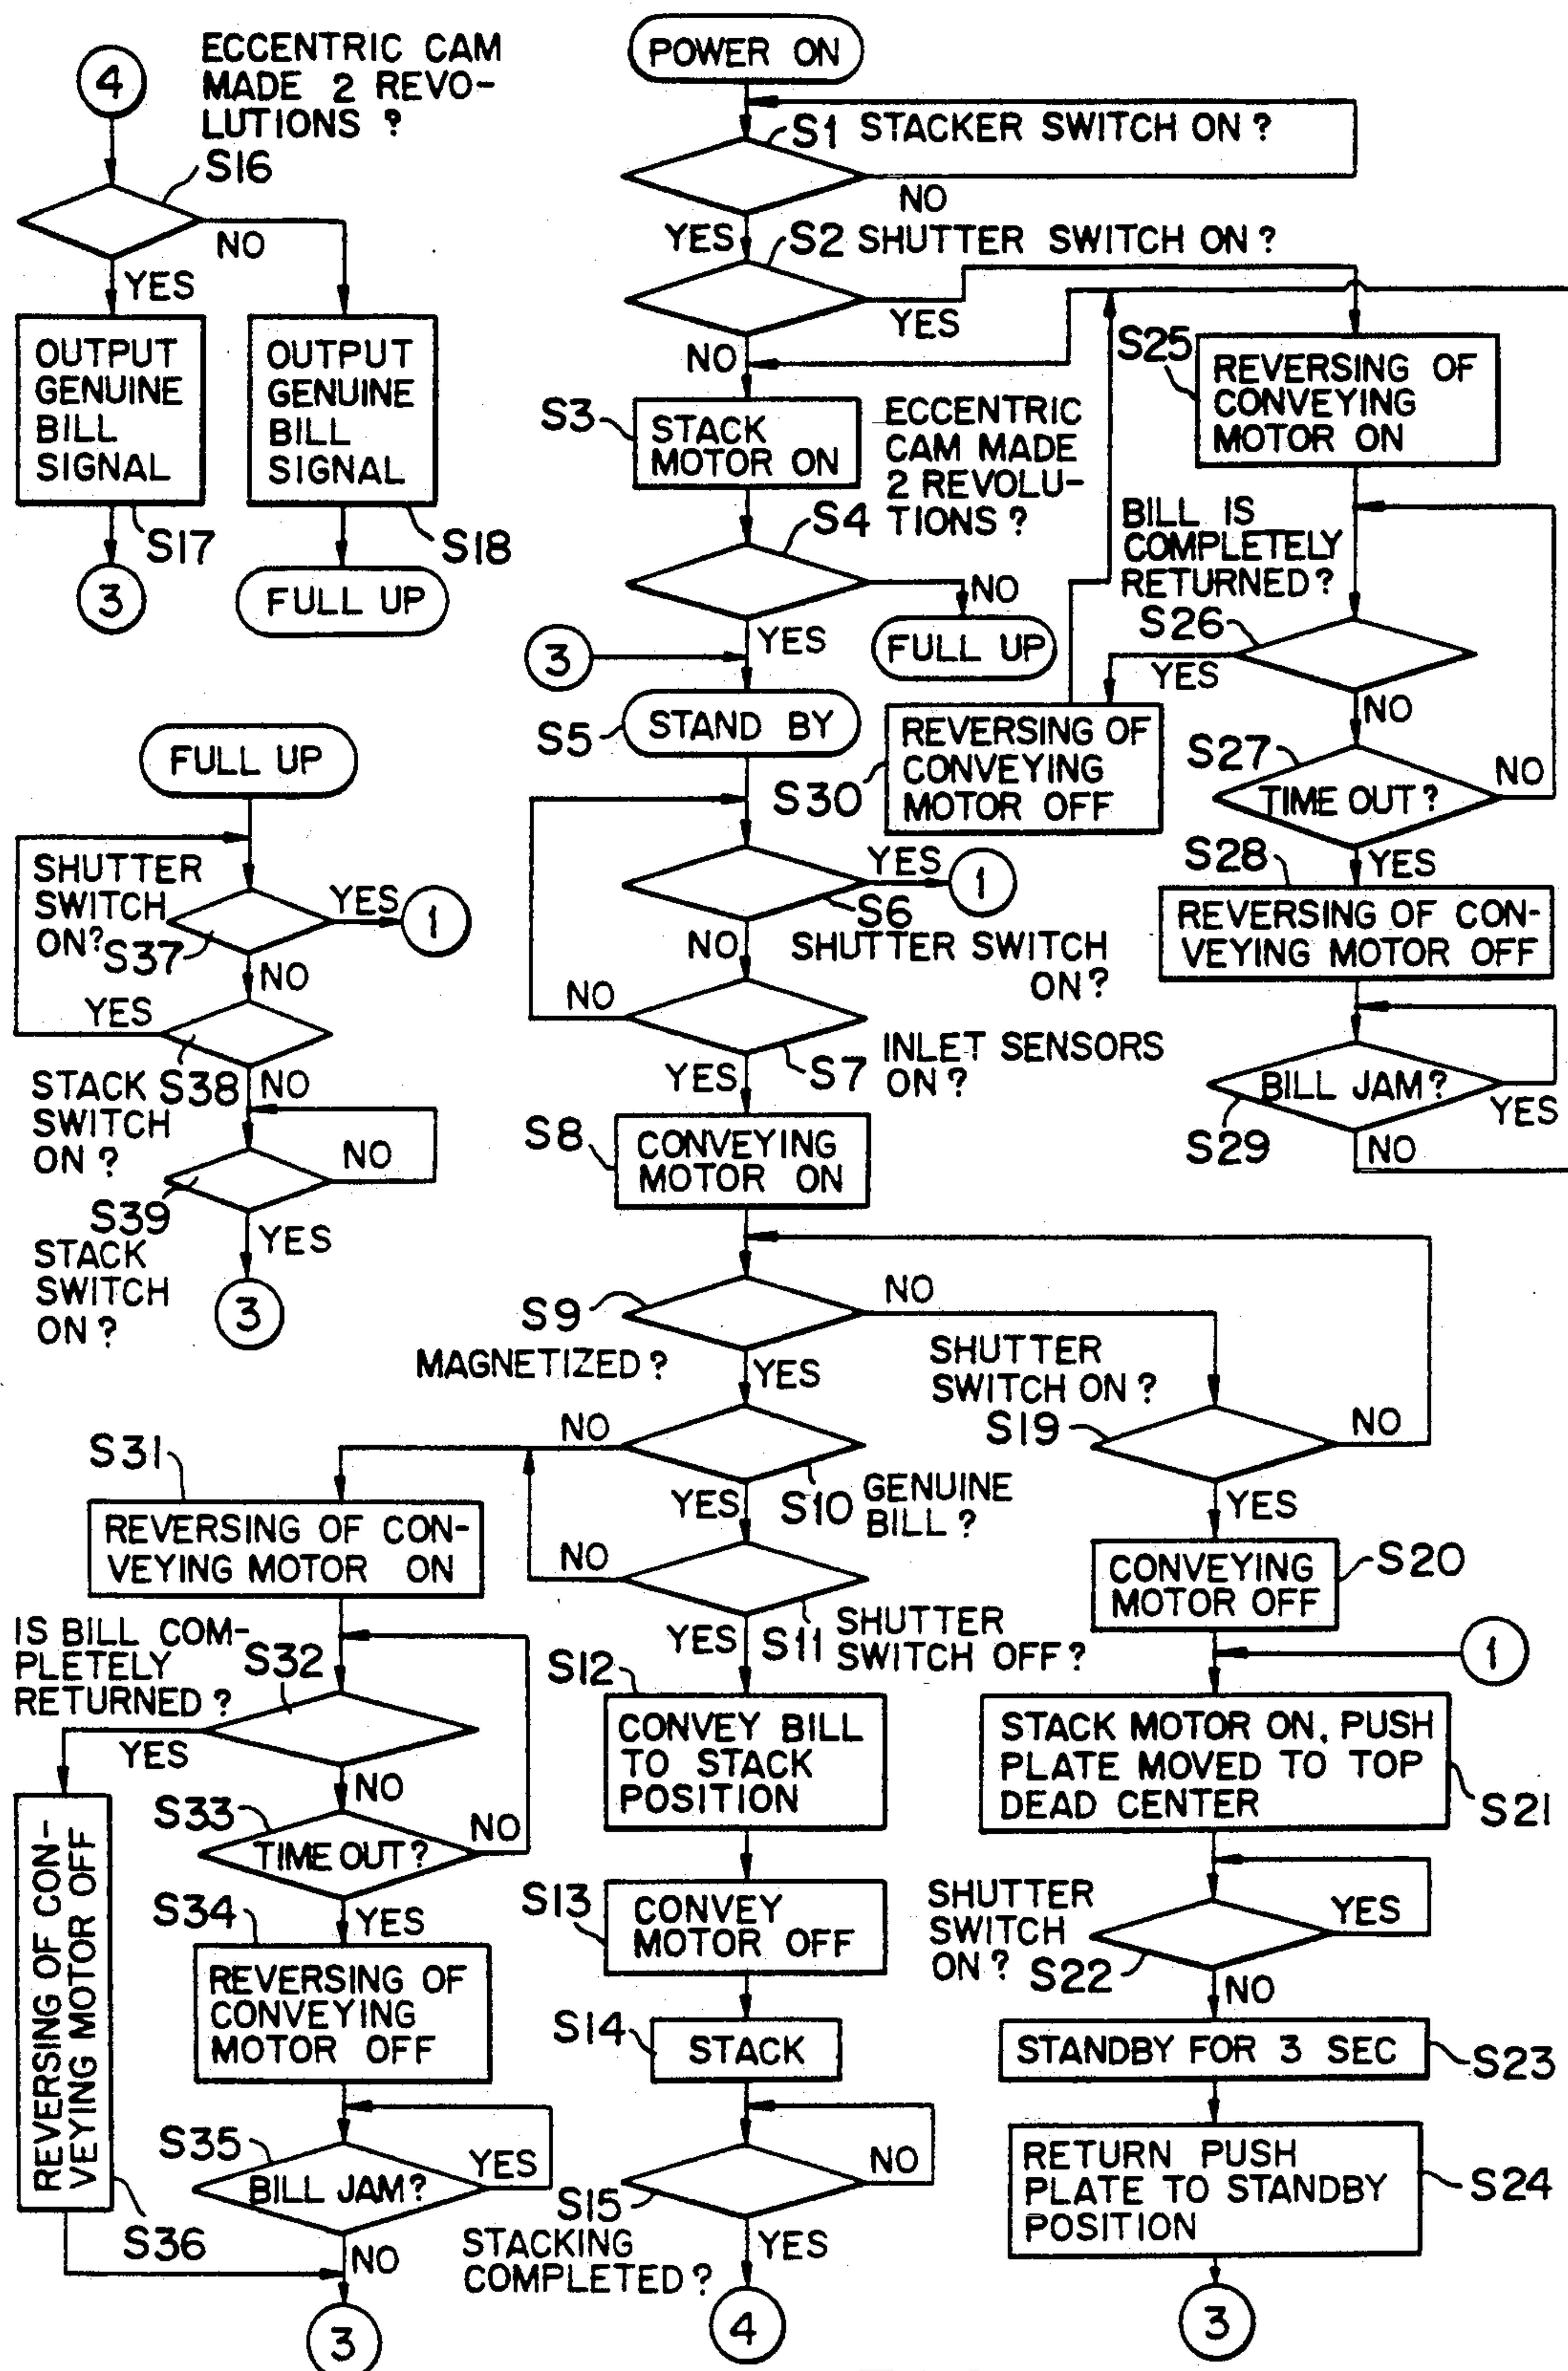 4
ECCENTRIC CAM
MADE 2 REVO-
LUTIONS ?
S16
NO
YES
OUTPUT
GENUINE
BILL
SIGNAL
S17
3
OUTPUT
GENUINE
BILL
SIGNAL
S18
FULL UP
FULL UP
SHUTTER
SWITCH
ON?
S37
YES
1
NO
YES
STACK
SWITCH
ON ?
S38
NO
NO
S39
STACK
SWITCH
ON ?
YES
3
POWER ON
S1 STACKER SWITCH ON ?
NO
YES
S2 SHUTTER SWITCH ON ?
YES
NO
S3
STACK
MOTOR ON
ECCENTRIC
CAM MADE
2 REVOLU-
TIONS ?
S4
NO
FULL UP
YES
3
S5
STAND BY
YES
1
S6
SHUTTER SWITCH
ON?
NO
NO
S7
INLET SENSORS
ON ?
YES
S8
CONVEYING
MOTOR ON
S9
MAGNETIZED ?
NO
YES
NO
S10
GENUINE
BILL ?
YES
NO
S11
SHUTTER
SWITCH OFF ?
YES
S12
CONVEY BILL
TO STACK
POSITION
S13
CONVEY
MOTOR OFF
S14
STACK
NO
S15
STACKING
COMPLETED ?
YES
4
S25
REVERSING OF
CONVEYING
MOTOR ON
BILL IS
COMPLETELY
RETURNED ?
S26
YES
NO
S30
REVERSING OF
CONVEYING
MOTOR OFF
S27
TIME OUT ?
NO
YES
S28
REVERSING OF CON-
VEYING MOTOR OFF
BILL JAM?
YES
S29
NO
SHUTTER
SWITCH ON ?
S19
NO
YES
CONVEYING
MOTOR OFF
S20
1
STACK MOTOR ON, PUSH
PLATE MOVED TO TOP
DEAD CENTER
S21
SHUTTER
SWITCH
ON ?
S22
YES
NO
STANDBY FOR 3 SEC
S23
RETURN PUSH
PLATE TO STANDBY
POSITION
S24
3
S31
REVERSING OF CON-
VEYING MOTOR ON
IS BILL COM-
PLETELY
RETURNED ?
S32
YES
NO
S33
TIME OUT?
NO
YES
S34
REVERSING OF
CONVEYING
MOTOR OFF
S35
BILL JAM?
YES
NO
REVERSING OF CON-
VEYING MOTOR OFF
S36
3